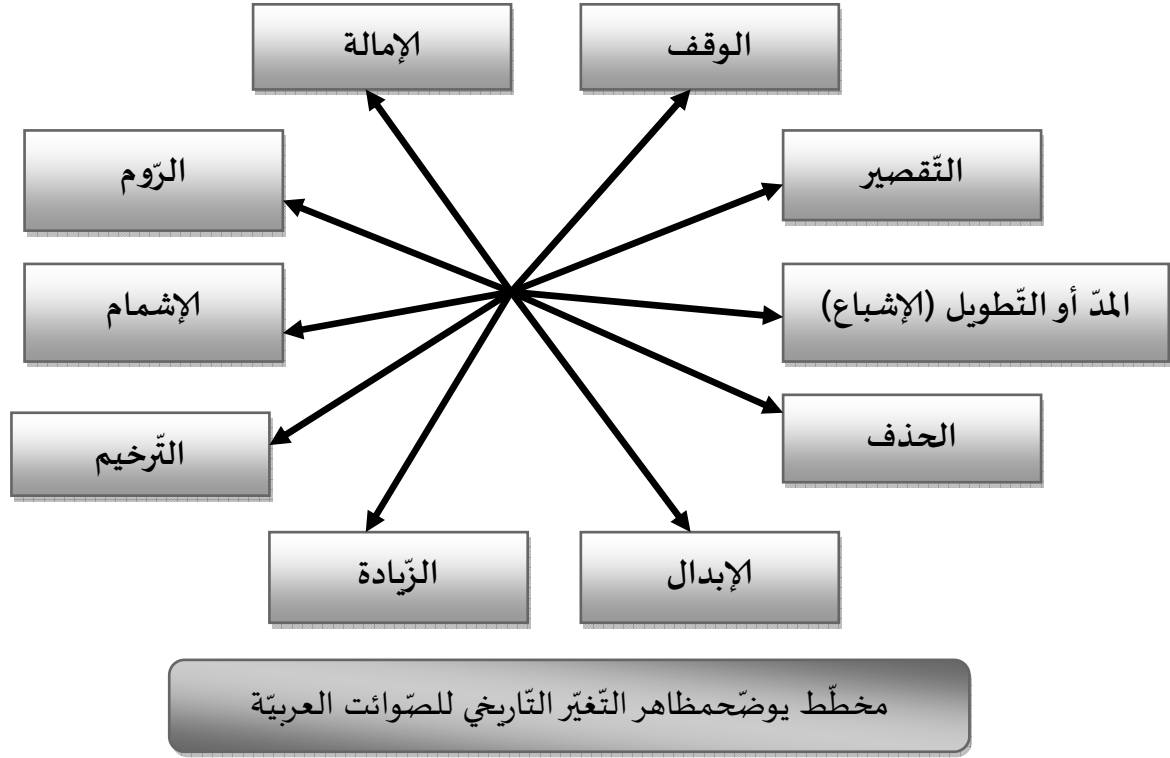 الوقف
الإمالة
التّقصير
الرّوم
المدّ أو التّطويل (الإشباع)
الإشمام
الحذف
التّرخيم
الإبدال
الزّيادة
مخطّط يوضّحمظاهر التّغيّر التّاريخي للصّوائت العربيّة